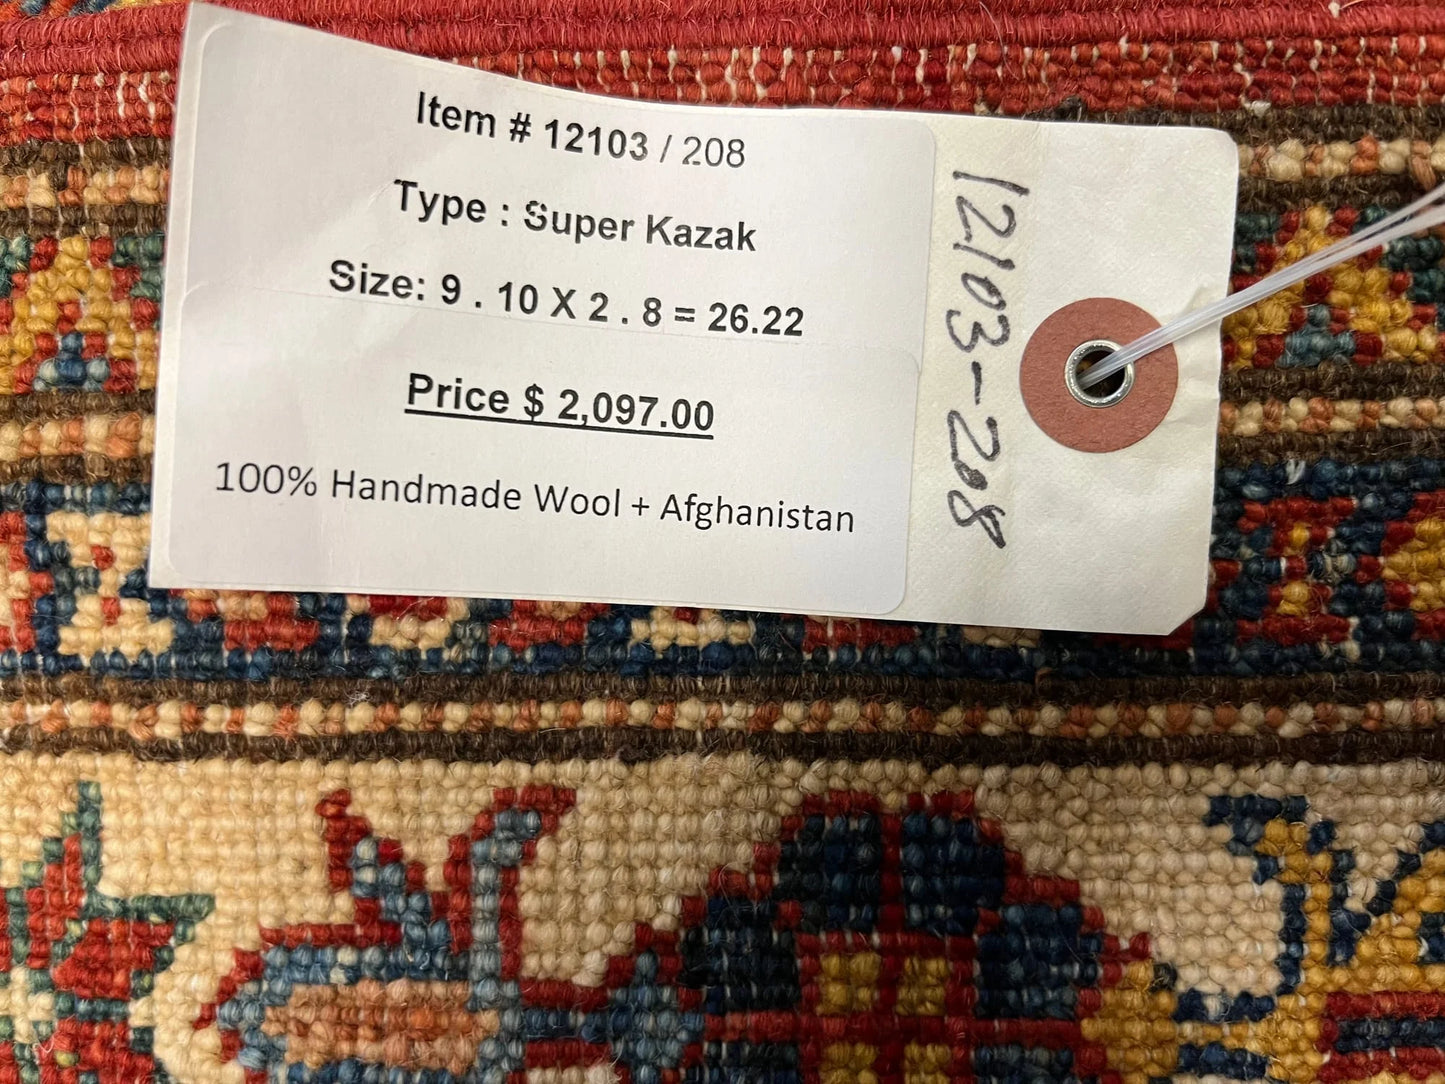 Item # 12103 / 208
Type : Super Kazak
Size: 9 . 10 X 2 . 8 = 26.22
Price $ 2,097.00
100% Handmade Wool + Afghanistan
12103-208